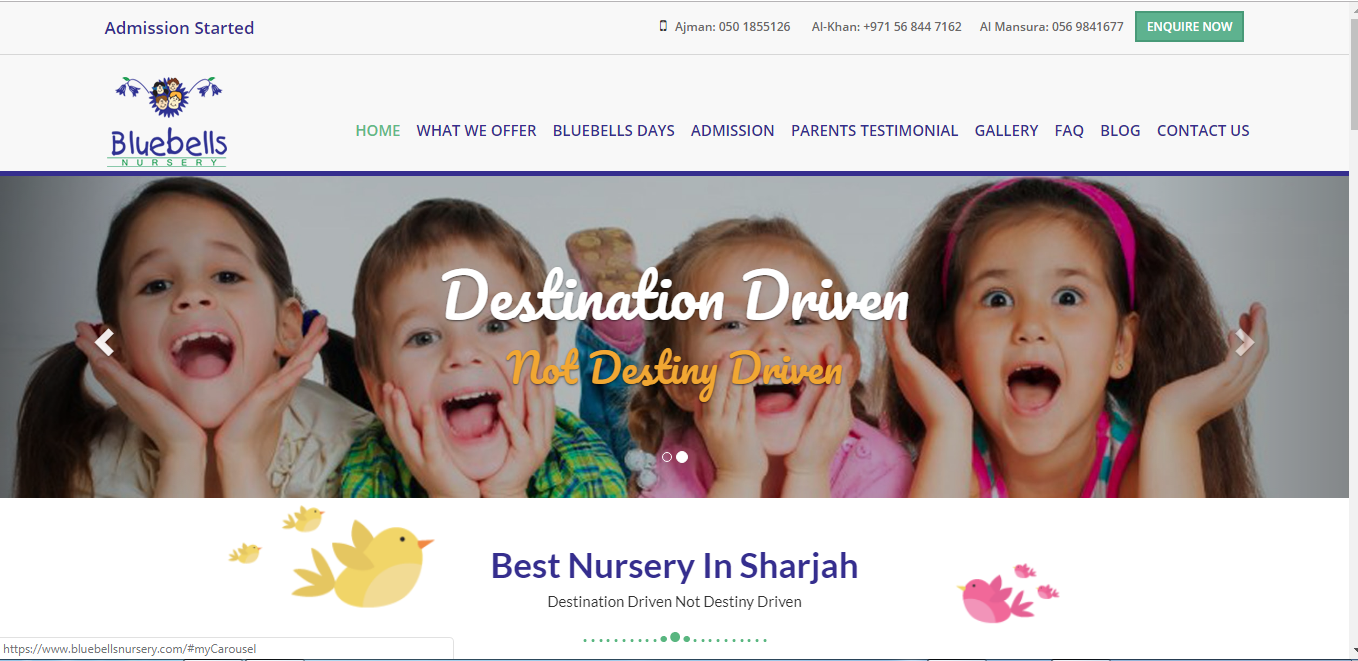 Admission Started
Ajman: 050 1855126 Al-Khan: +971 56 844 7162 Al Mansura: 056 9841677 ENQUIRE NOW
Bluebells
NURSERY
HOME WHAT WE OFFER BLUEBELLS DAYS ADMISSION PARENTS TESTIMONIAL GALLERY FAQ BLOG CONTACT US
Destination Driven
Not Destiny Driven
Best Nursery In Sharjah
Destination Driven Not Destiny Driven
https://www.bluebellsnursery.com/#myCarousel